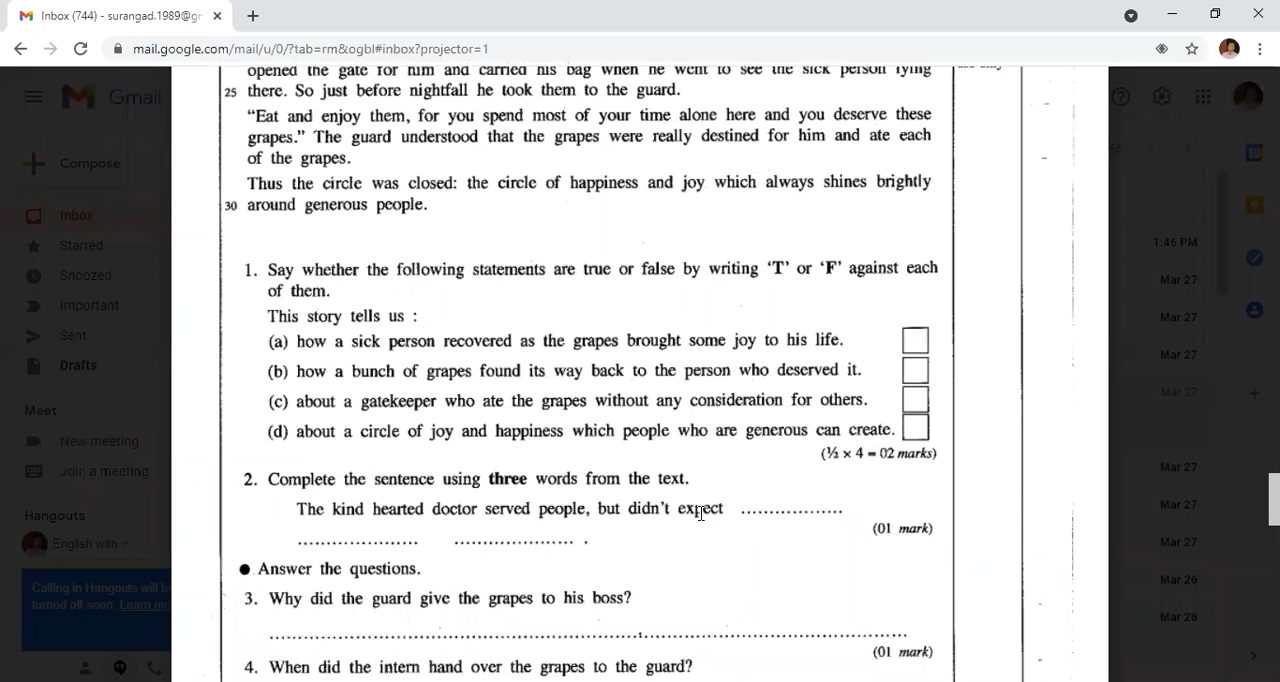 Inbox (744) - surangad.1989@gr
mail.google.com/mail/u/0/?tab=rm&ogbl#inbox?projector=1
Gmail
Compose
Inbox
Starred
Snoozed
Important
Sent
Drafts
Meet
New meeting
Join a meeting
Hangouts
English with
Calling in Hangouts will b
turned off soon. Learn mo
opened the gate for him and carried his bag when he went to see the sick person lying
25 there. So just before nightfall he took them to the guard.
“Eat and enjoy them, for you spend most of your time alone here and you deserve these
grapes.” The guard understood that the grapes were really destined for him and ate each
of the grapes.
Thus the circle was closed: the circle of happiness and joy which always shines brightly
30 around generous people.
1. Say whether the following statements are true or false by writing ‘T’ or ‘F’ against each
of them.
This story tells us :
(a) how a sick person recovered as the grapes brought some joy to his life.
(b) how a bunch of grapes found its way back to the person who deserved it.
(c) about a gatekeeper who ate the grapes without any consideration for others.
(d) about a circle of joy and happiness which people who are generous can create.
(½ × 4 = 02 marks)
2. Complete the sentence using three words from the text.
The kind hearted doctor served people, but didn’t expect ..................
(01 mark)
..................... ..................... .
● Answer the questions.
3. Why did the guard give the grapes to his boss?
................................................................................
(01 mark)
4. When did the intern hand over the grapes to the guard?
1:46 PM
Mar 27
Mar 27
Mar 27
Mar 27
Mar 27
Mar 27
Mar 27
Mar 26
Mar 26